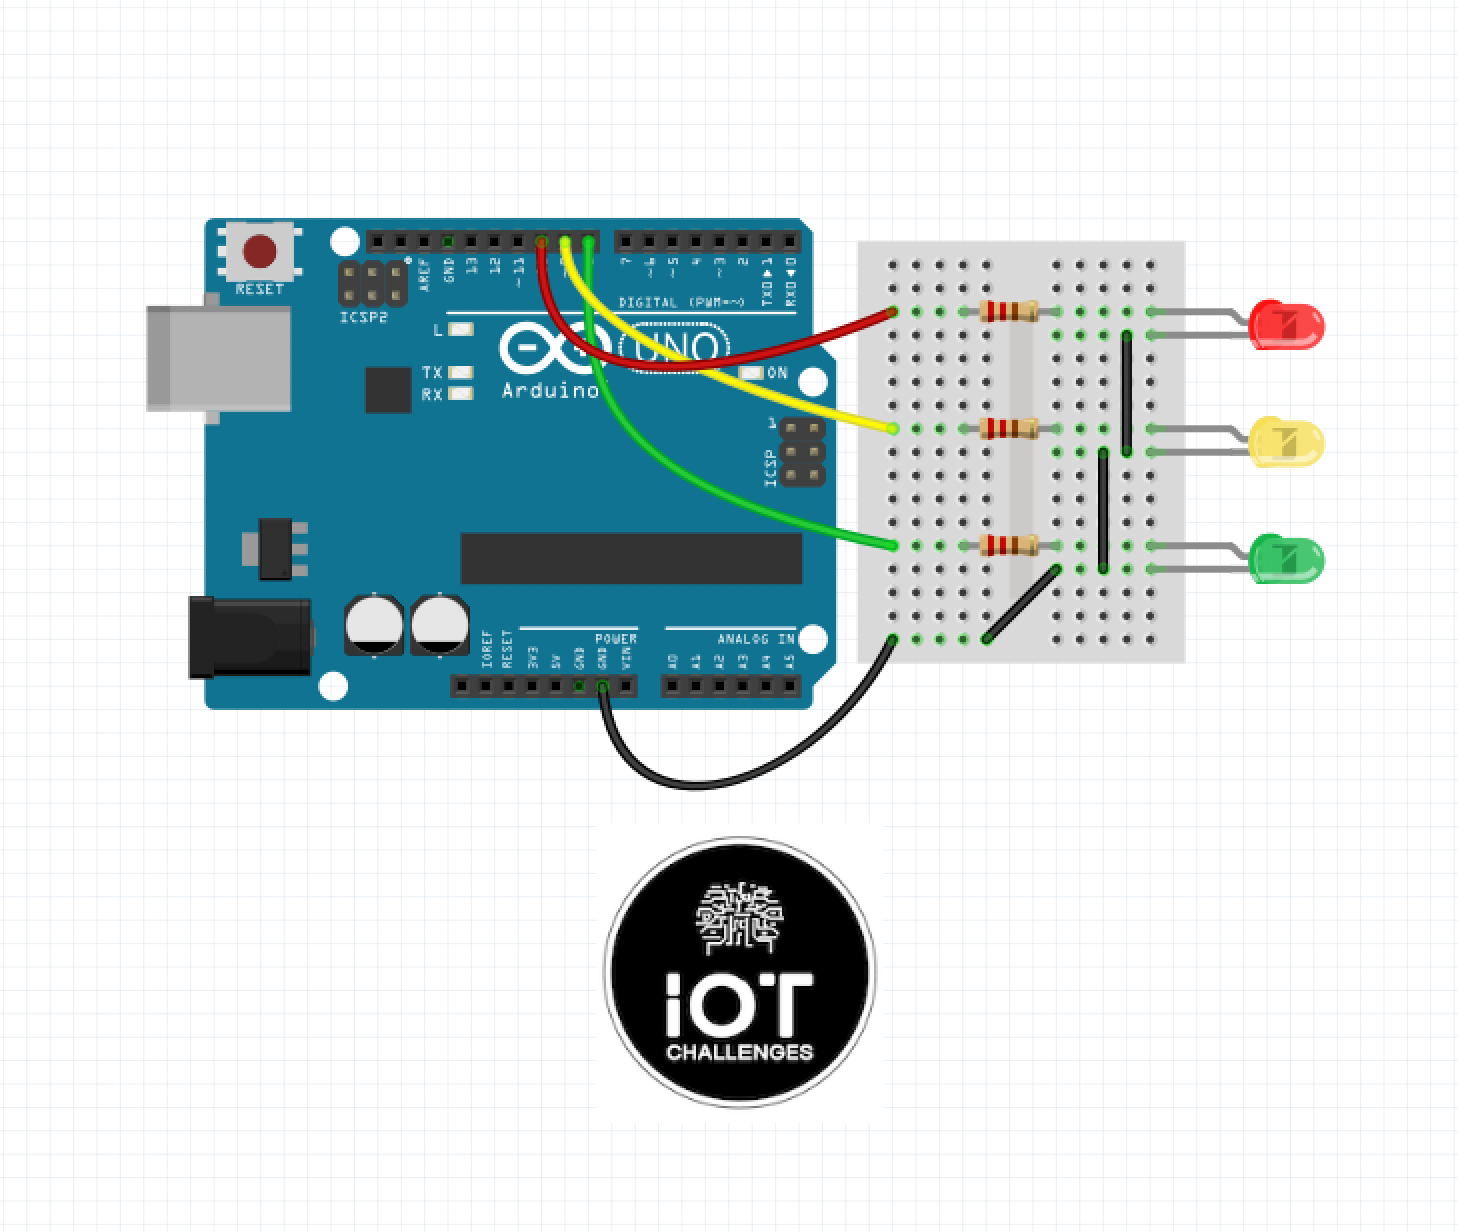 RESET
ICSP2
AREF
GND
13
12
~11
7
~6
~5
4
~3
2
TXD▶1
RXD◀0
DIGITAL (PWM=~)
L
TX
RX
UNO
Arduino
ON
1
ICSP
IOREF
RESET
3V3
5V
GND
GND
VIN
POWER
ANALOG IN
A0
A1
A2
A3
A4
A5
iOT
CHALLENGES